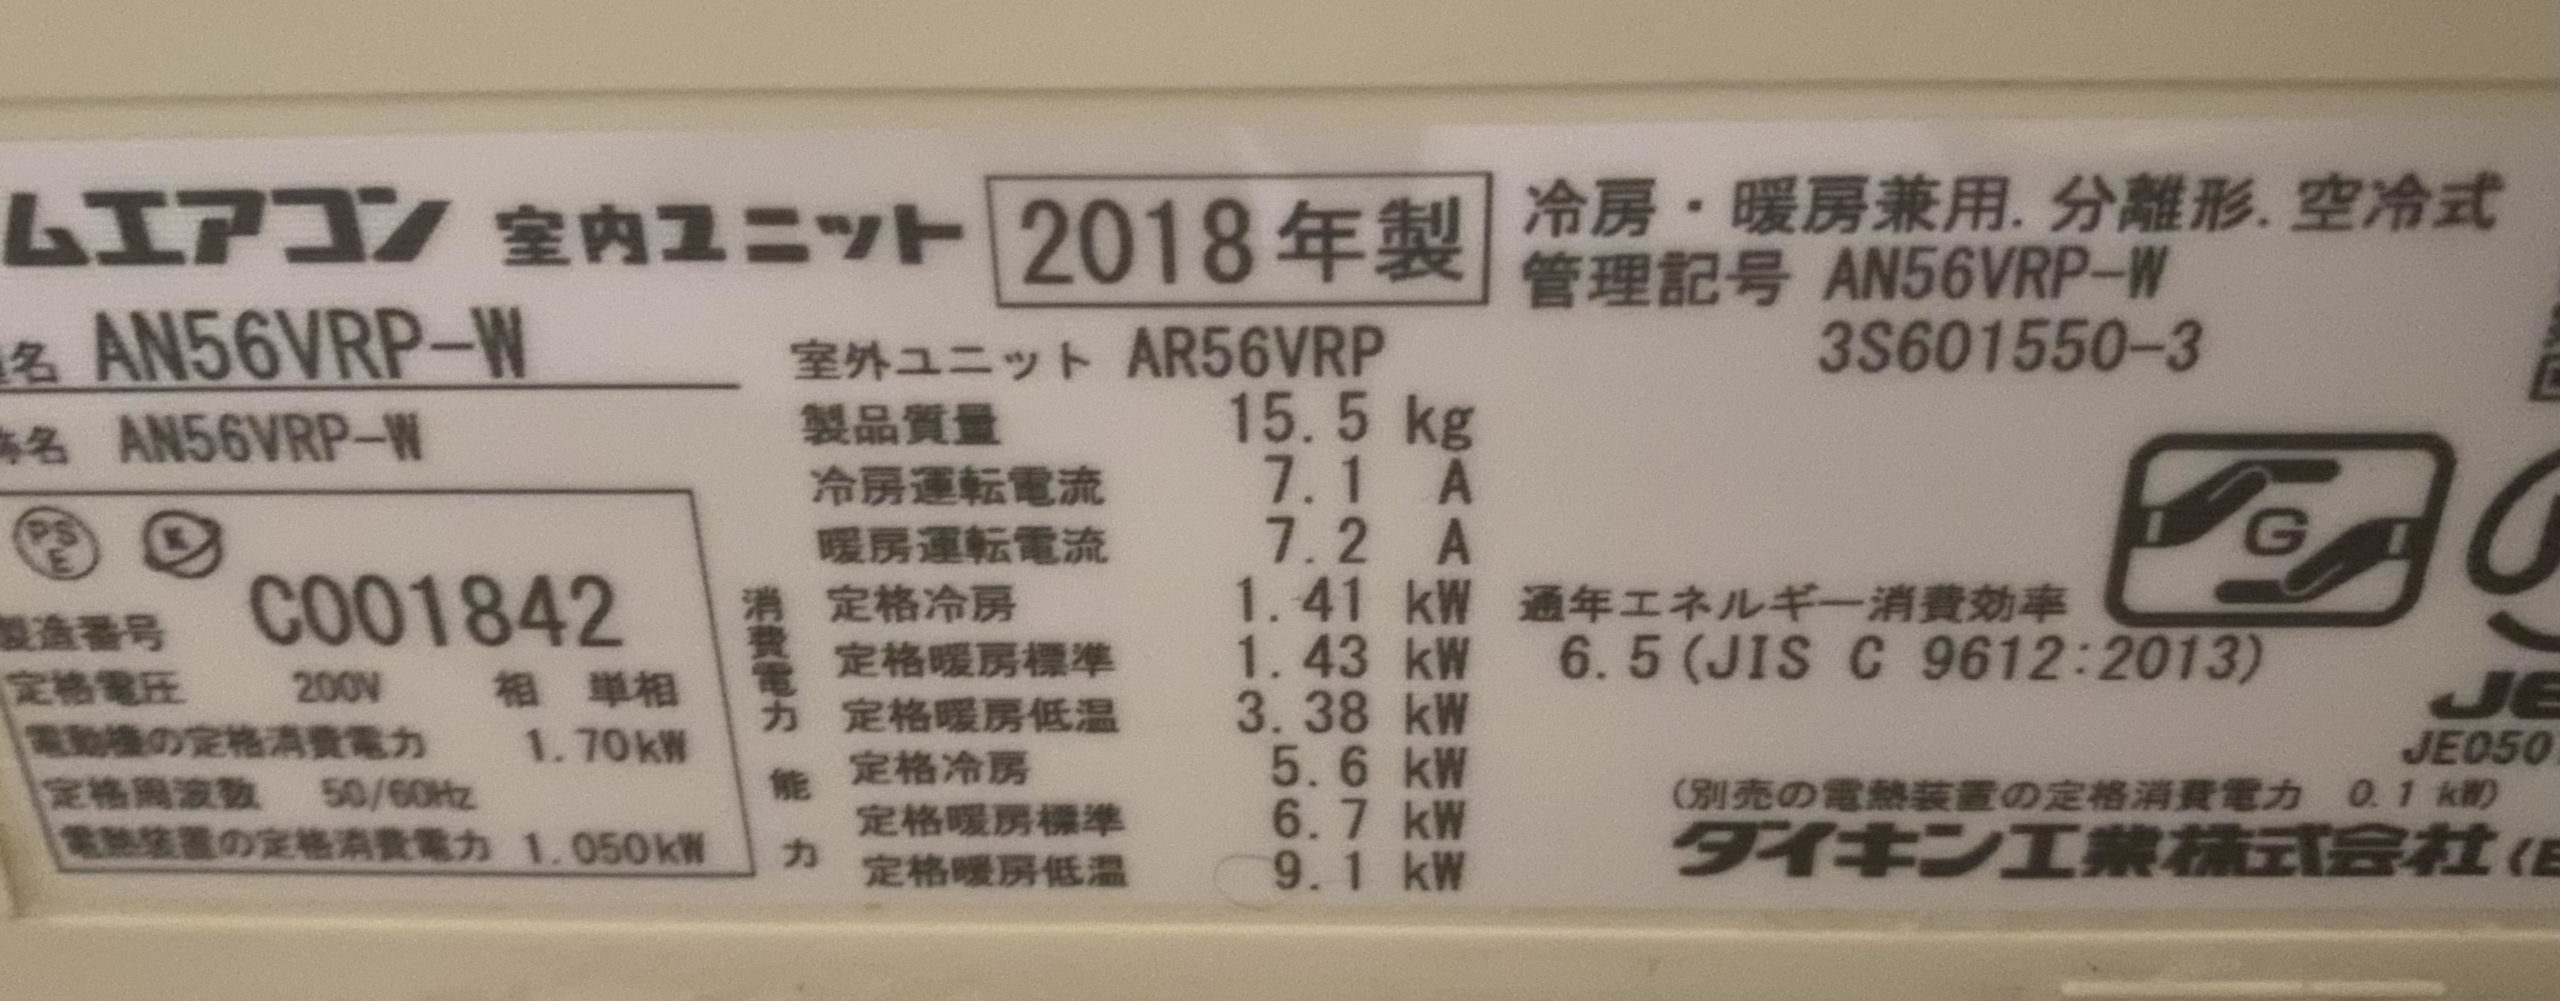 ムエアコン 室内ユニット 2018年製
名 AN56VRP-W
称名 AN56VRP-W
PS E
K
製造番号 C001842
定格電圧 200V 相 単相
電動機の定格消費電力 1.70kW
定格周波数 50/60Hz
電熱装置の定格消費電力 1.050kW
室外ユニット AR56VRP
製品質量 15.5 kg
冷房運転電流 7.1 A
暖房運転電流 7.2 A
消費電力
定格冷房 1.41 kW
定格暖房標準 1.43 kW
定格暖房低温 3.38 kW
能力
定格冷房 5.6 kW
定格暖房標準 6.7 kW
定格暖房低温 9.1 kW
冷房・暖房兼用.分離形.空冷式
管理記号 AN56VRP-W
3S601550-3
G
通年エネルギー消費効率
6.5(JIS C 9612:2013)
JE
JE050
(別売の電熱装置の定格消費電力 0.1 kW)
ダイキン工業株式会社